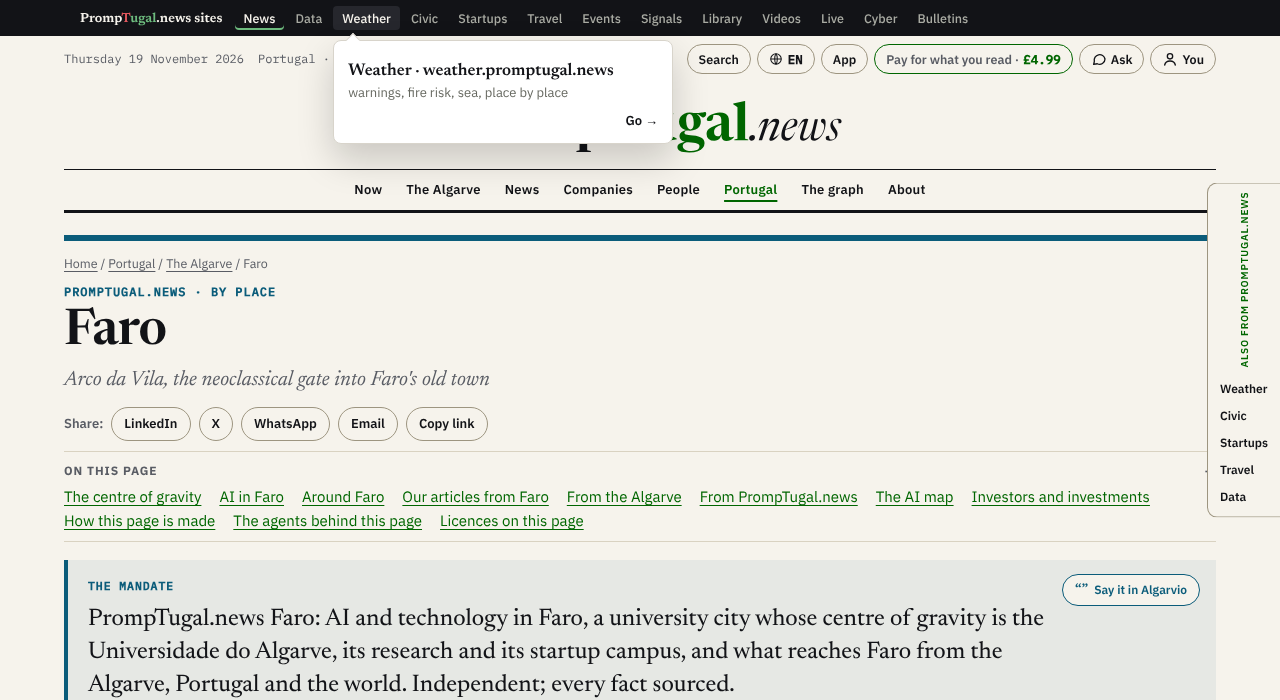 PrompTugal.news sites News Data Weather Civic Startups Travel Events Signals Library Videos Live Cyber Bulletins
Thursday 19 November 2026 Portugal ·
Search EN App Pay for what you read · £4.99 Ask You
Weather · weather.promptugal.news
warnings, fire risk, sea, place by place
Go →
gal.news
Now The Algarve News Companies People Portugal The graph About
ALSO FROM PROMPTUGAL.NEWS
Weather
Civic
Startups
Travel
Data
Home / Portugal / The Algarve / Faro
PROMPTUGAL.NEWS · BY PLACE
Faro
Arco da Vila, the neoclassical gate into Faro's old town
Share: LinkedIn X WhatsApp Email Copy link
ON THIS PAGE
The centre of gravity AI in Faro Around Faro Our articles from Faro From the Algarve From PrompTugal.news The AI map Investors and investments
How this page is made The agents behind this page Licences on this page
THE MANDATE
“” Say it in Algarvio
PrompTugal.news Faro: AI and technology in Faro, a university city whose centre of gravity is the
Universidade do Algarve, its research and its startup campus, and what reaches Faro from the
Algarve, Portugal and the world. Independent; every fact sourced.